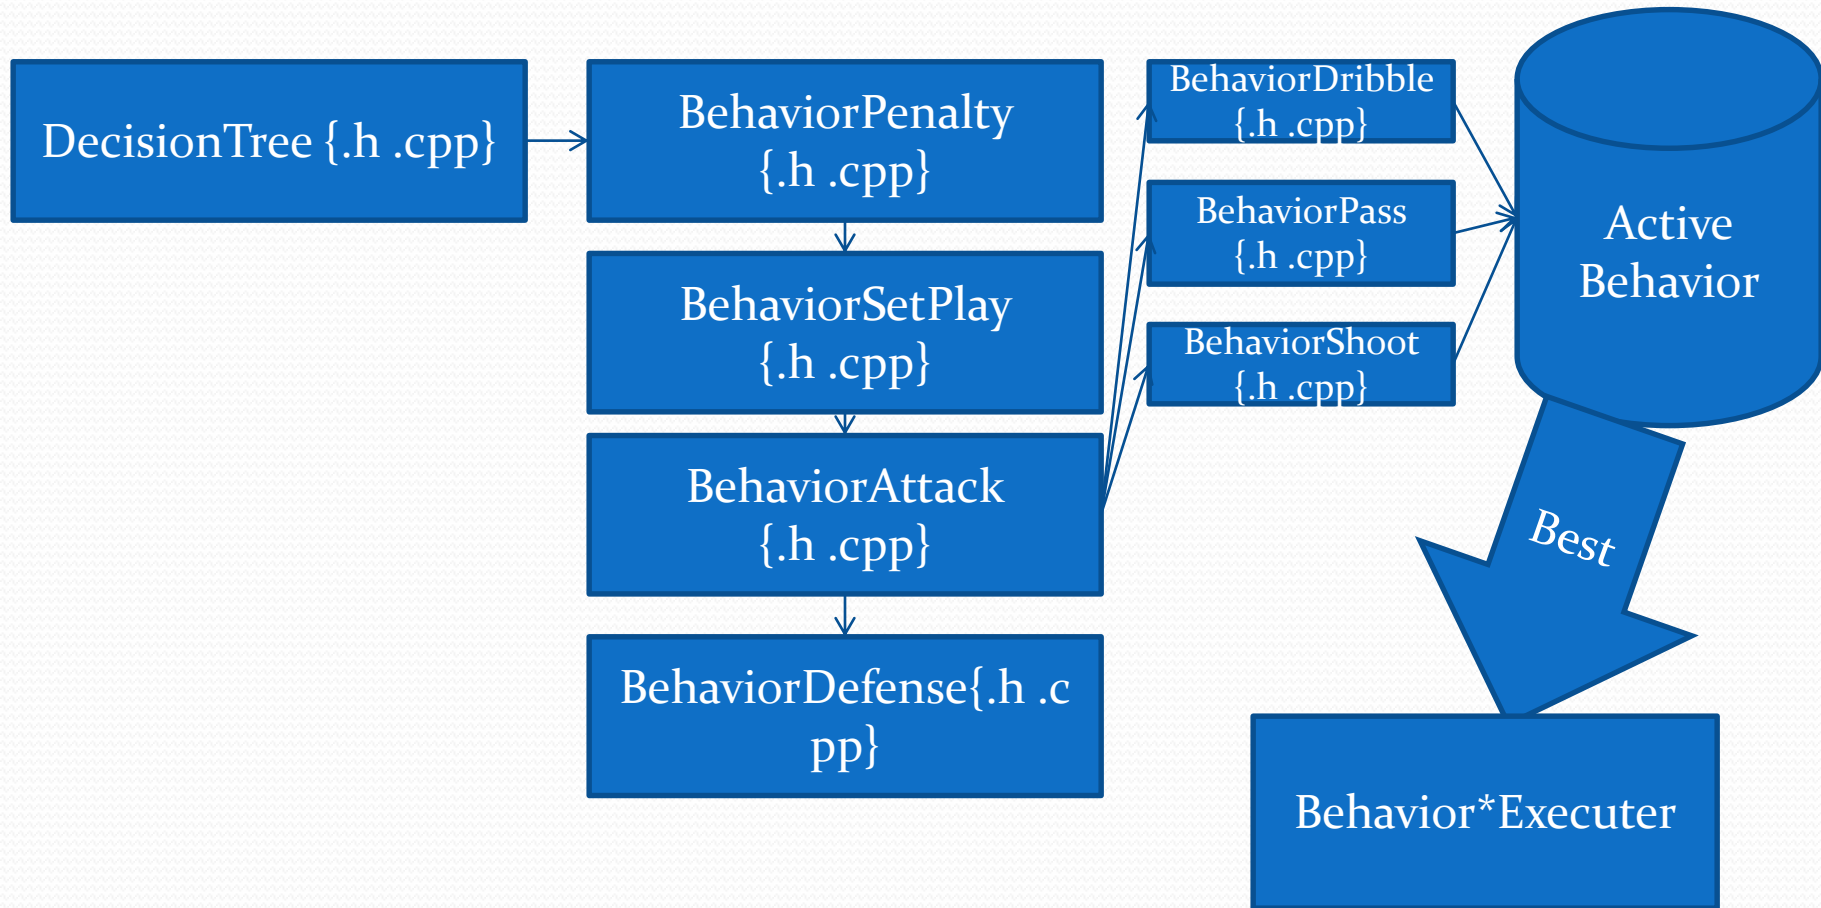 DecisionTree {.h .cpp}
BehaviorPenalty
{.h .cpp}
BehaviorSetPlay
{.h .cpp}
BehaviorAttack
{.h .cpp}
BehaviorDefense{.h .c
pp}
BehaviorDribble
{.h .cpp}
BehaviorPass
{.h .cpp}
BehaviorShoot
{.h .cpp}
Active
Behavior
Best
Behavior*Executer